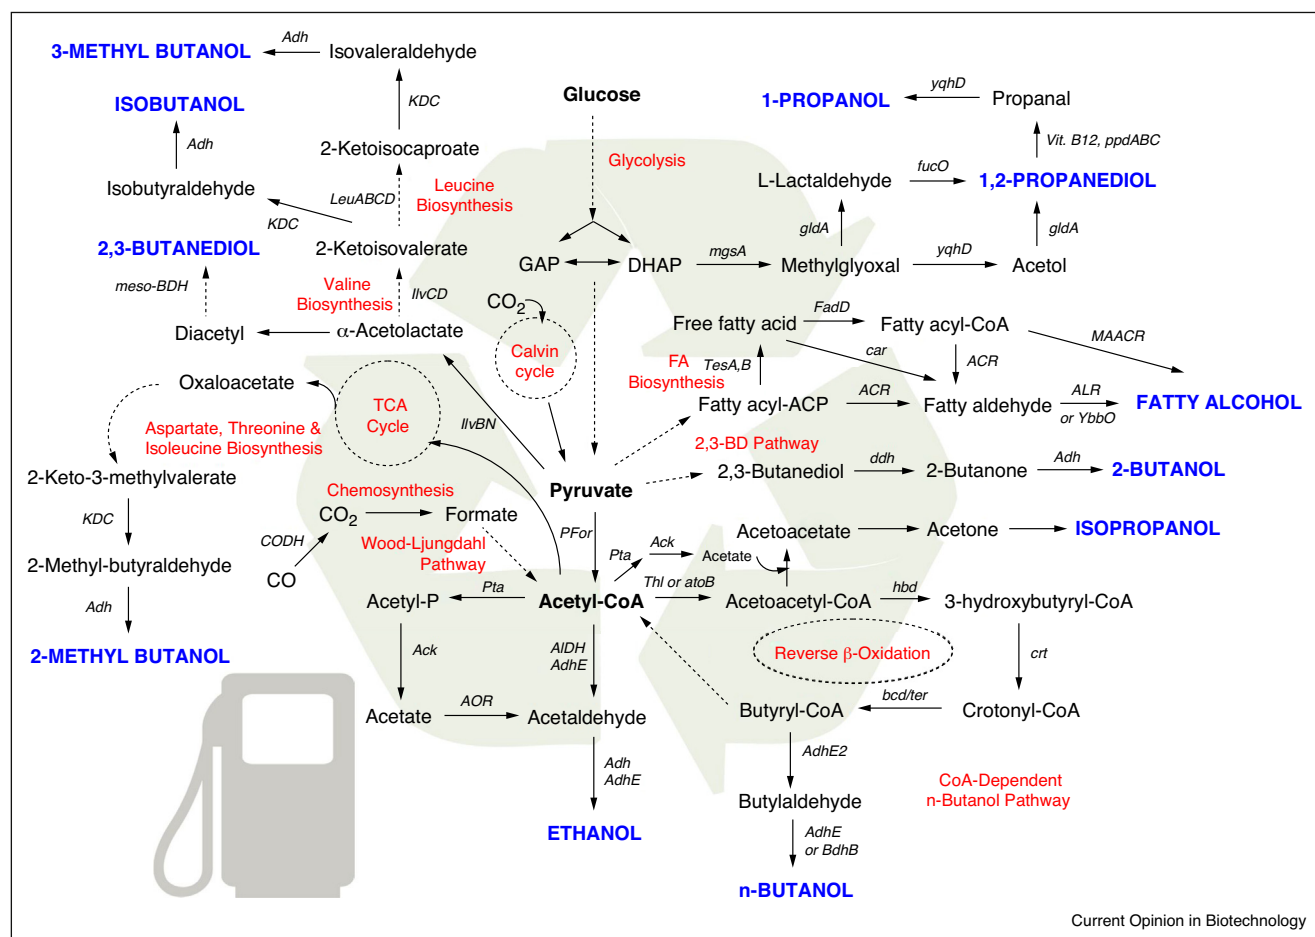 3-METHYL BUTANOL
Adh
Isovaleraldehyde
KDC
ISOBUTANOL
Adh
2-Ketoisocaproate
Isobutyraldehyde
LeuABCD
Leucine
Biosynthesis
KDC
2,3-BUTANEDIOL
2-Ketoisovalerate
meso-BDH
Valine
Biosynthesis
IlvCD
Diacetyl
α-Acetolactate
Glucose
Glycolysis
GAP
DHAP
mgsA
Methylglyoxal
yqhD
Acetol
gldA
gldA
L-Lactaldehyde
fucO
1,2-PROPANEDIOL
Vit. B12, ppdABC
Propanal
yqhD
1-PROPANOL
CO2
Calvin
cycle
Free fatty acid
FadD
Fatty acyl-CoA
MAACR
car
ACR
TesA,B
FA
Biosynthesis
Fatty acyl-ACP
ACR
Fatty aldehyde
ALR
or YbbO
FATTY ALCOHOL
Oxaloacetate
TCA
Cycle
IlvBN
Aspartate, Threonine &
Isoleucine Biosynthesis
2,3-BD Pathway
2-Keto-3-methylvalerate
Pyruvate
2,3-Butanediol
ddh
2-Butanone
Adh
2-BUTANOL
KDC
Chemosynthesis
CO2
Formate
CODH
Wood-Ljungdahl
Pathway
CO
PFor
2-Methyl-butyraldehyde
Adh
2-METHYL BUTANOL
Acetoacetate
Acetone
ISOPROPANOL
Pta
Ack
Acetate
Acetyl-P
Pta
Acetyl-CoA
Thl or atoB
Acetoacetyl-CoA
hbd
3-hydroxybutyryl-CoA
Ack
AlDH
AdhE
Reverse β-Oxidation
crt
Acetate
AOR
Acetaldehyde
Butyryl-CoA
bcd/ter
Crotonyl-CoA
Adh
AdhE
AdhE2
CoA-Dependent
n-Butanol Pathway
Butylaldehyde
ETHANOL
AdhE
or BdhB
n-BUTANOL
Current Opinion in Biotechnology